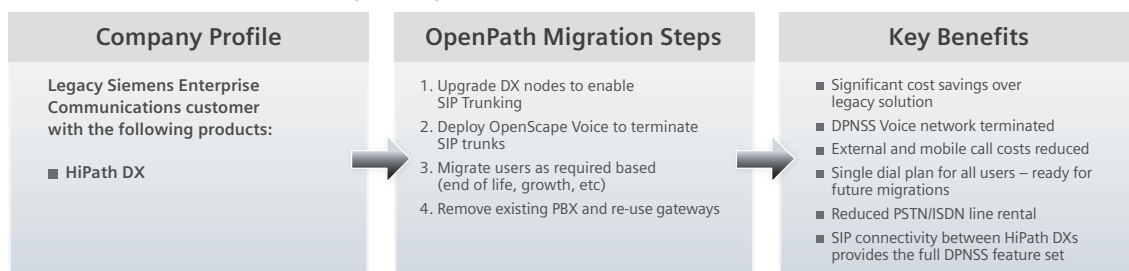 Company Profile
Legacy Siemens Enterprise
Communications customer
with the following products:
■ HiPath DX
OpenPath Migration Steps
1. Upgrade DX nodes to enable
SIP Trunking
2. Deploy OpenScape Voice to terminate
SIP trunks
3. Migrate users as required based
(end of life, growth, etc)
4. Remove existing PBX and re-use gateways
Key Benefits
■ Significant cost savings over
legacy solution
■ DPNSS Voice network terminated
■ External and mobile call costs reduced
■ Single dial plan for all users – ready for
future migrations
■ Reduced PSTN/ISDN line rental
■ SIP connectivity between HiPath DXs
provides the full DPNSS feature set